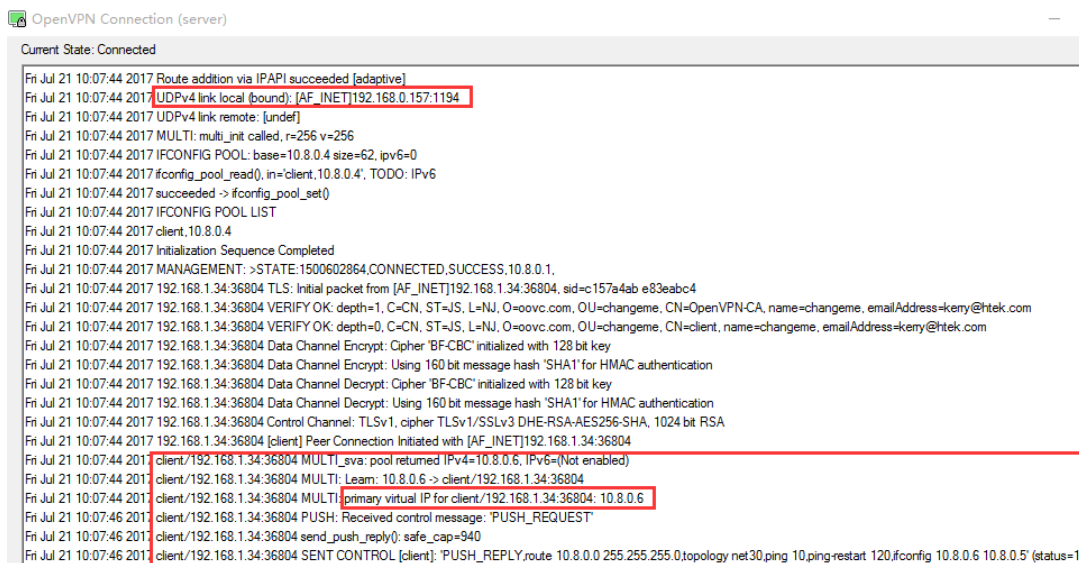 OpenVPN Connection (server)
Current State: Connected
Fri Jul 21 10:07:44 2017 Route addition via IPAPI succeeded [adaptive]
Fri Jul 21 10:07:44 2017 UDPv4 link local (bound): [AF_INET]192.168.0.157:1194
Fri Jul 21 10:07:44 2017 UDPv4 link remote: [undef]
Fri Jul 21 10:07:44 2017 MULTI: multi_init called, r=256 v=256
Fri Jul 21 10:07:44 2017 IFCONFIG POOL: base=10.8.0.4 size=62, ipv6=0
Fri Jul 21 10:07:44 2017 ifconfig_pool_read(), in='client,10.8.0.4', TODO: IPv6
Fri Jul 21 10:07:44 2017 succeeded -> ifconfig_pool_set()
Fri Jul 21 10:07:44 2017 IFCONFIG POOL LIST
Fri Jul 21 10:07:44 2017 client,10.8.0.4
Fri Jul 21 10:07:44 2017 Initialization Sequence Completed
Fri Jul 21 10:07:44 2017 MANAGEMENT: >STATE:1500602864,CONNECTED,SUCCESS,10.8.0.1,
Fri Jul 21 10:07:44 2017 192.168.1.34:36804 TLS: Initial packet from [AF_INET]192.168.1.34:36804, sid=c157a4ab e83eabc4
Fri Jul 21 10:07:44 2017 192.168.1.34:36804 VERIFY OK: depth=1, C=CN, ST=JS, L=NJ, O=oovc.com, OU=changeme, CN=OpenVPN-CA, name=changeme, emailAddress=kerry@htek.com
Fri Jul 21 10:07:44 2017 192.168.1.34:36804 VERIFY OK: depth=0, C=CN, ST=JS, L=NJ, O=oovc.com, OU=changeme, CN=client, name=changeme, emailAddress=kerry@htek.com
Fri Jul 21 10:07:44 2017 192.168.1.34:36804 Data Channel Encrypt: Cipher 'BF-CBC' initialized with 128 bit key
Fri Jul 21 10:07:44 2017 192.168.1.34:36804 Data Channel Encrypt: Using 160 bit message hash 'SHA1' for HMAC authentication
Fri Jul 21 10:07:44 2017 192.168.1.34:36804 Data Channel Decrypt: Cipher 'BF-CBC' initialized with 128 bit key
Fri Jul 21 10:07:44 2017 192.168.1.34:36804 Data Channel Decrypt: Using 160 bit message hash 'SHA1' for HMAC authentication
Fri Jul 21 10:07:44 2017 192.168.1.34:36804 Control Channel: TLSv1, cipher TLSv1/SSLv3 DHE-RSA-AES256-SHA, 1024 bit RSA
Fri Jul 21 10:07:44 2017 192.168.1.34:36804 [client] Peer Connection Initiated with [AF_INET]192.168.1.34:36804
Fri Jul 21 10:07:44 2017 client/192.168.1.34:36804 MULTI_sva: pool returned IPv4=10.8.0.6, IPv6=(Not enabled)
Fri Jul 21 10:07:44 2017 client/192.168.1.34:36804 MULTI: Learn: 10.8.0.6 -> client/192.168.1.34:36804
Fri Jul 21 10:07:44 2017 client/192.168.1.34:36804 MULTI: primary virtual IP for client/192.168.1.34:36804: 10.8.0.6
Fri Jul 21 10:07:46 2017 client/192.168.1.34:36804 PUSH: Received control message: 'PUSH_REQUEST'
Fri Jul 21 10:07:46 2017 client/192.168.1.34:36804 send_push_reply(): safe_cap=940
Fri Jul 21 10:07:46 2017 client/192.168.1.34:36804 SENT CONTROL [client]: 'PUSH_REPLY,route 10.8.0.0 255.255.255.0,topology net30,ping 10,ping-restart 120,ifconfig 10.8.0.6 10.8.0.5' (status=1